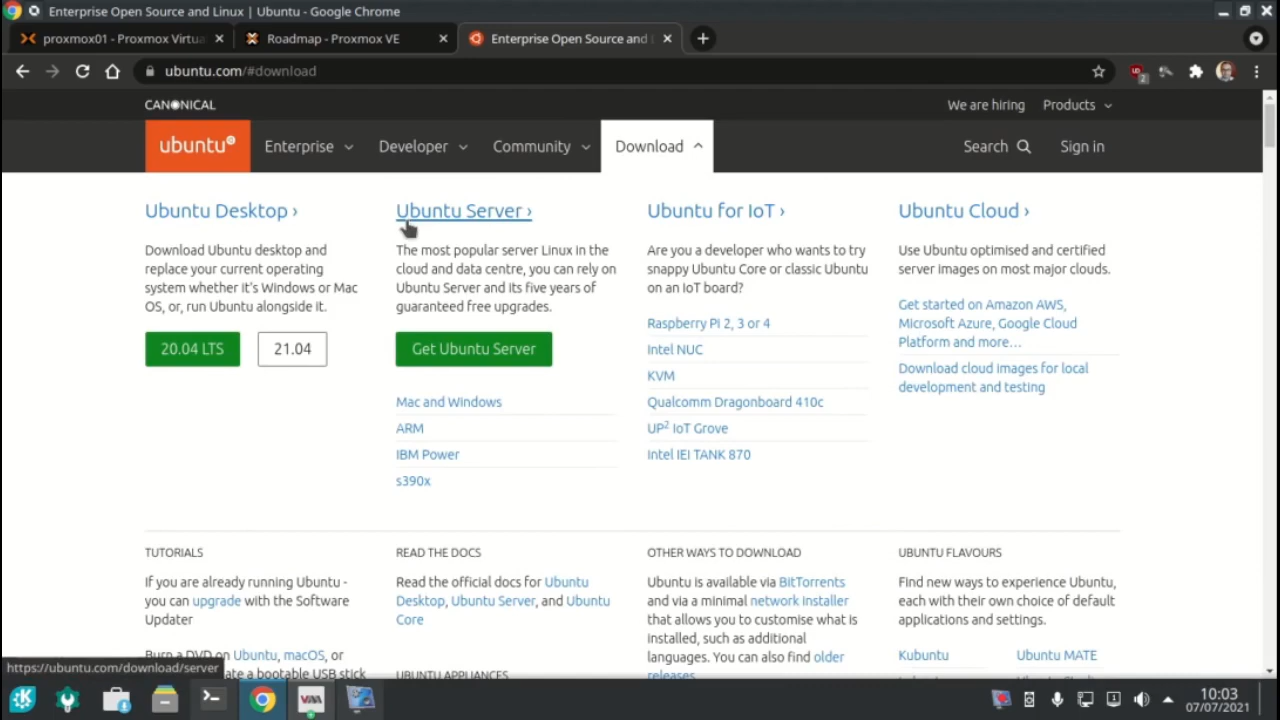 Enterprise Open Source and Linux | Ubuntu - Google Chrome
proxmox01 - Proxmox Virtua
Roadmap - Proxmox VE
Enterprise Open Source and
ubuntu.com/#download
CANONICAL
We are hiring
Products
ubuntu
Enterprise
Developer
Community
Download
Search
Sign in
Ubuntu Desktop ›
Download Ubuntu desktop and
replace your current operating
system whether it's Windows or Mac
OS, or, run Ubuntu alongside it.
20.04 LTS
21.04
Ubuntu Server ›
The most popular server Linux in the
cloud and data centre, you can rely on
Ubuntu Server and its five years of
guaranteed free upgrades.
Get Ubuntu Server
Mac and Windows
ARM
IBM Power
s390x
Ubuntu for IoT ›
Are you a developer who wants to try
snappy Ubuntu Core or classic Ubuntu
on an IoT board?
Raspberry Pi 2, 3 or 4
Intel NUC
KVM
Qualcomm Dragonboard 410c
UP² IoT Grove
Intel IEI TANK 870
Ubuntu Cloud ›
Use Ubuntu optimised and certified
server images on most major clouds.
Get started on Amazon AWS,
Microsoft Azure, Google Cloud
Platform and more…
Download cloud images for local
development and testing
TUTORIALS
If you are already running Ubuntu -
you can upgrade with the Software
Updater
Burn a DVD on Ubuntu, macOS, or
ate a bootable USB stick
READ THE DOCS
Read the official docs for Ubuntu
Desktop, Ubuntu Server, and Ubuntu
Core
UBUNTU APPLIANCES
OTHER WAYS TO DOWNLOAD
Ubuntu is available via BitTorrents
and via a minimal network installer
that allows you to customise what is
installed, such as additional
languages. You can also find older
releases
UBUNTU FLAVOURS
Find new ways to experience Ubuntu,
each with their own choice of default
applications and settings.
Kubuntu
Ubuntu MATE
https://ubuntu.com/download/server
10:03
07/07/2021